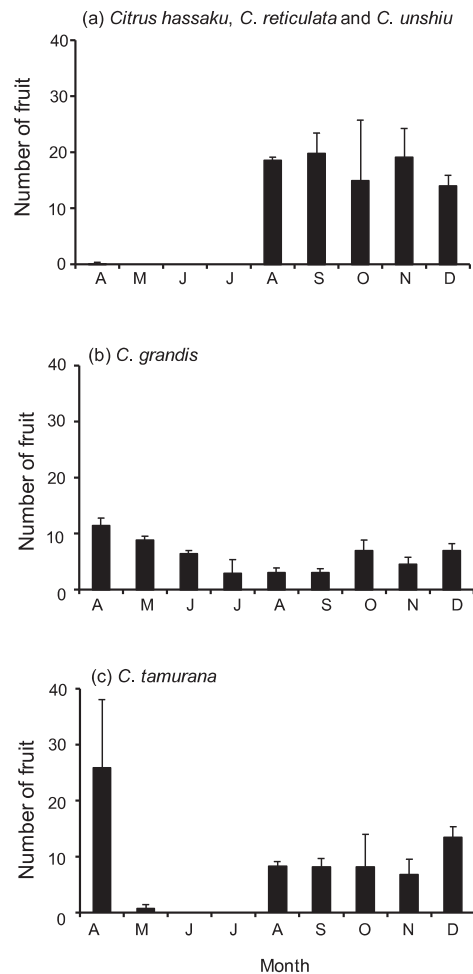 (a) Citrus hassaku, C. reticulata and C. unshiu
Number of fruit
40
30
20
10
0
A M J J A S O N D
(b) C. grandis
Number of fruit
40
30
20
10
0
A M J J A S O N D
(c) C. tamurana
Number of fruit
40
30
20
10
0
A M J J A S O N D
Month